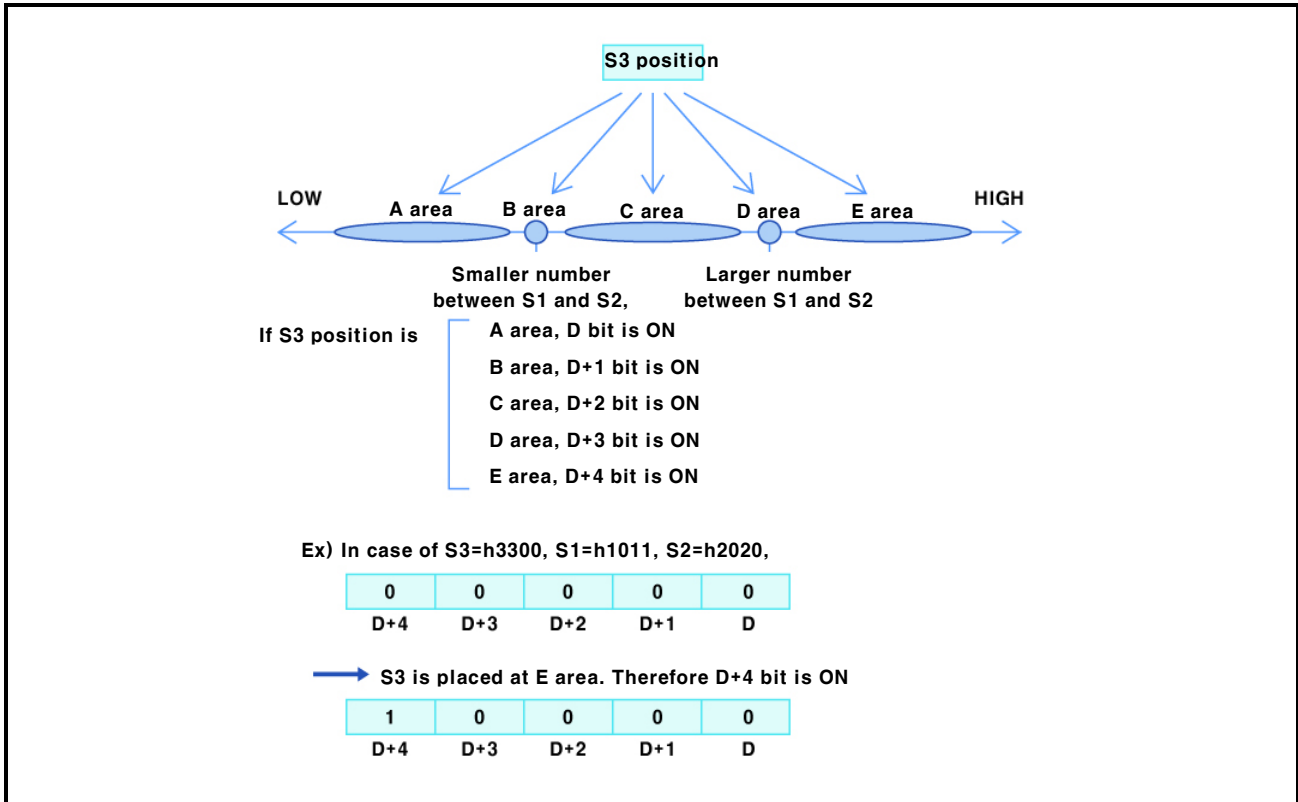 S3 position
LOW
HIGH
A area
B area
C area
D area
E area
Smaller number
between S1 and S2,
Larger number
between S1 and S2
If S3 position is
A area, D bit is ON
B area, D+1 bit is ON
C area, D+2 bit is ON
D area, D+3 bit is ON
E area, D+4 bit is ON
Ex) In case of S3=h3300, S1=h1011, S2=h2020,
0 0 0 0 0
D+4 D+3 D+2 D+1 D
S3 is placed at E area. Therefore D+4 bit is ON
1 0 0 0 0
D+4 D+3 D+2 D+1 D